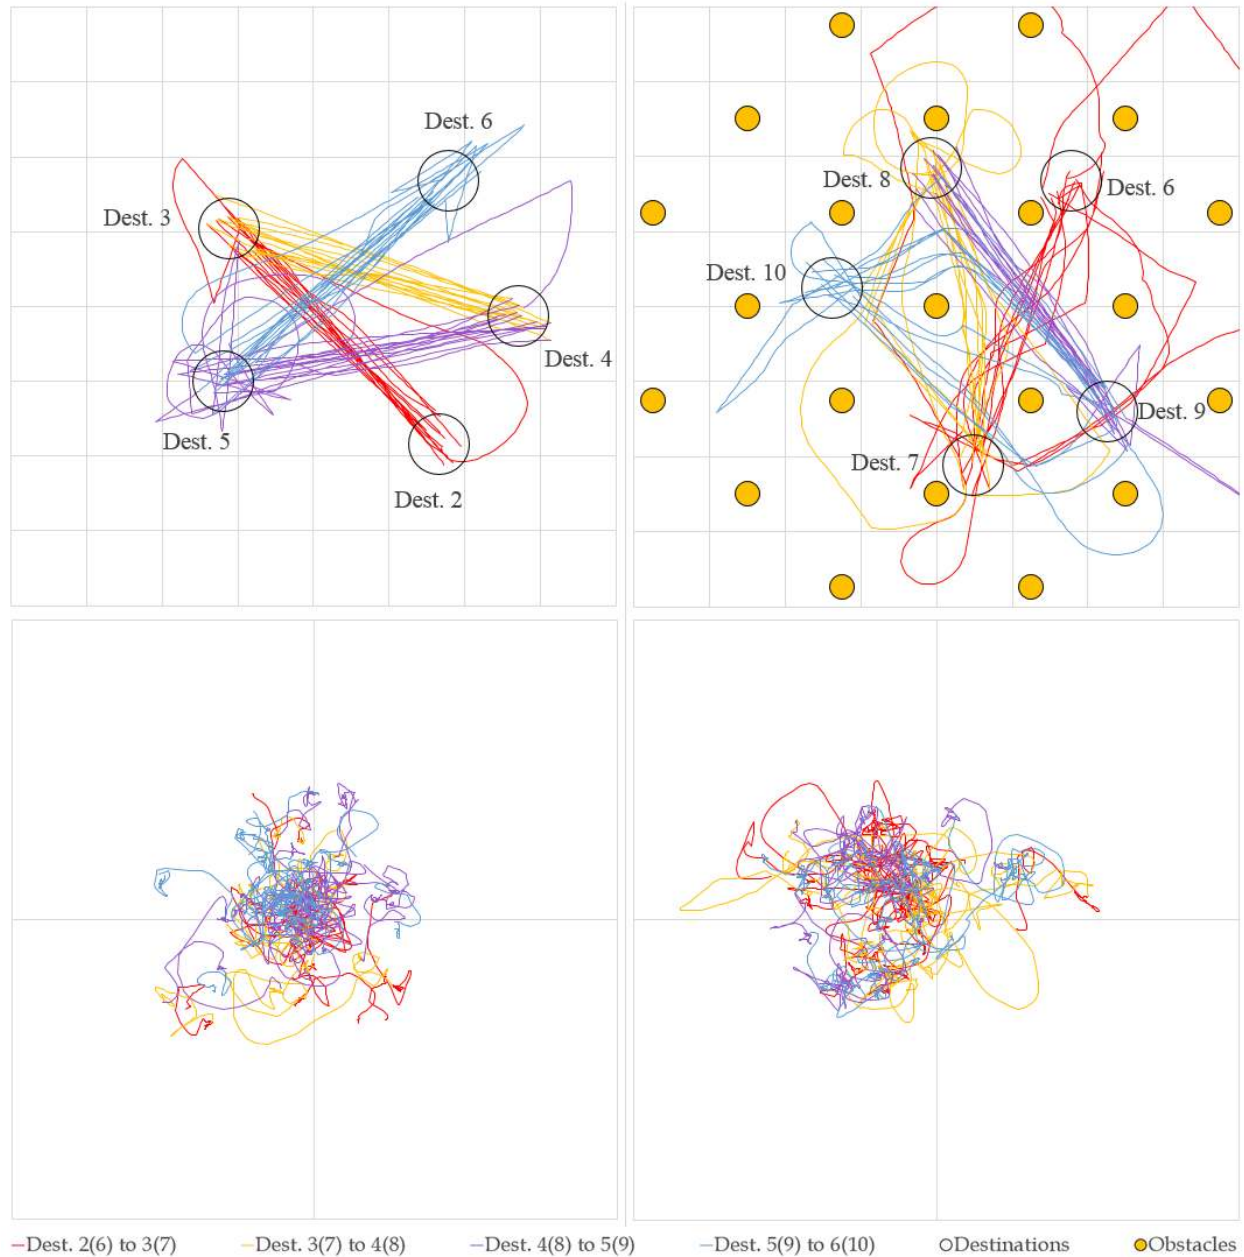 Dest. 6
Dest. 3
Dest. 4
Dest. 5
Dest. 2
Dest. 8
Dest. 6
Dest. 10
Dest. 9
Dest. 7
Dest. 2(6) to 3(7) Dest. 3(7) to 4(8) Dest. 4(8) to 5(9) Dest. 5(9) to 6(10) Destinations Obstacles